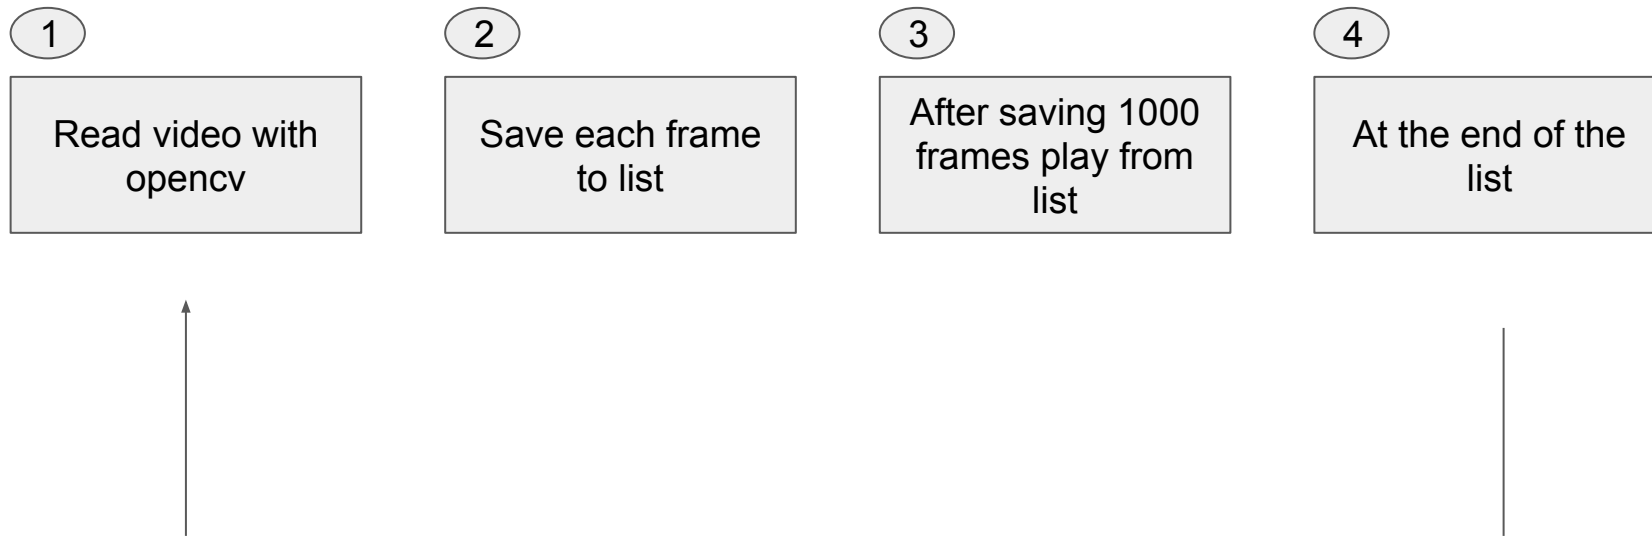 1
Read video with
opencv
2
Save each frame
to list
3
After saving 1000
frames play from
list
4
At the end of the
list